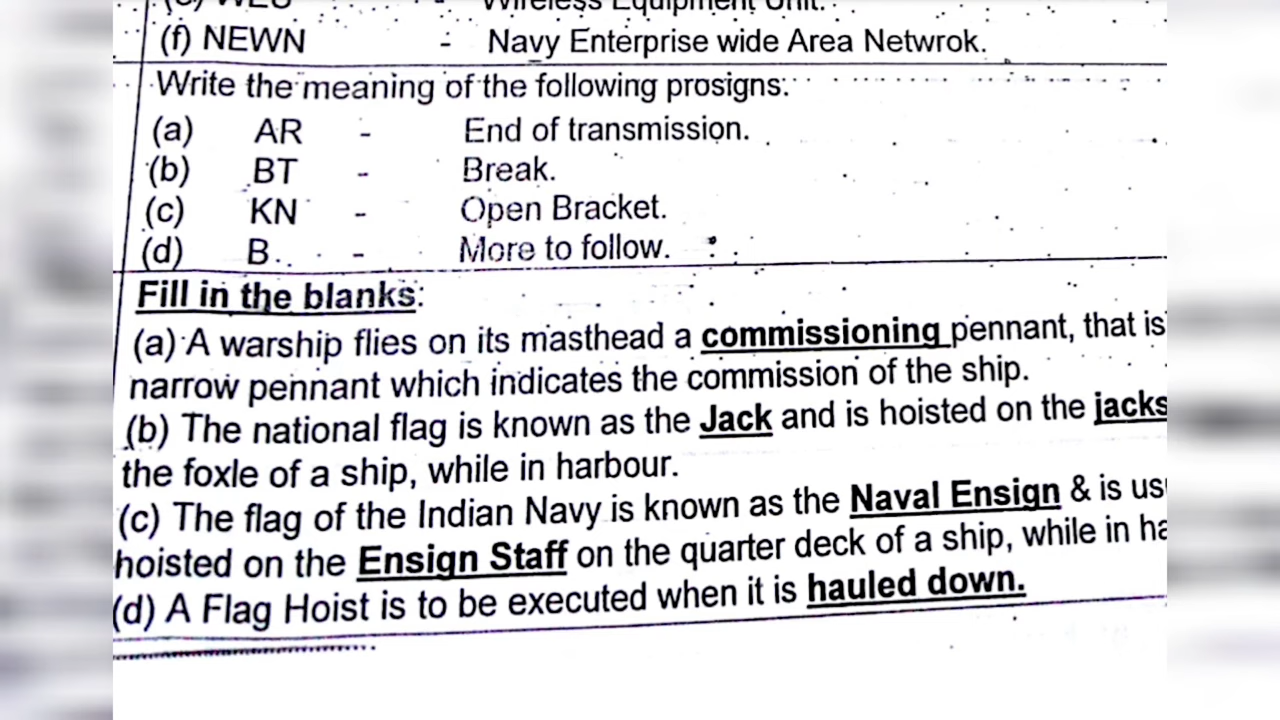 Wireless Equipment Unit.
(f) NEWN - Navy Enterprise wide Area Netwrok.
Write the meaning of the following prosigns:
(a) AR - End of transmission.
(b) BT - Break.
(c) KN - Open Bracket.
(d) B.. - More to follow.
Fill in the blanks:
(a) A warship flies on its masthead a commissioning pennant, that is
narrow pennant which indicates the commission of the ship.
(b) The national flag is known as the Jack and is hoisted on the jacks
the foxle of a ship, while in harbour.
(c) The flag of the Indian Navy is known as the Naval Ensign & is us
hoisted on the Ensign Staff on the quarter deck of a ship, while in ha
(d) A Flag Hoist is to be executed when it is hauled down.